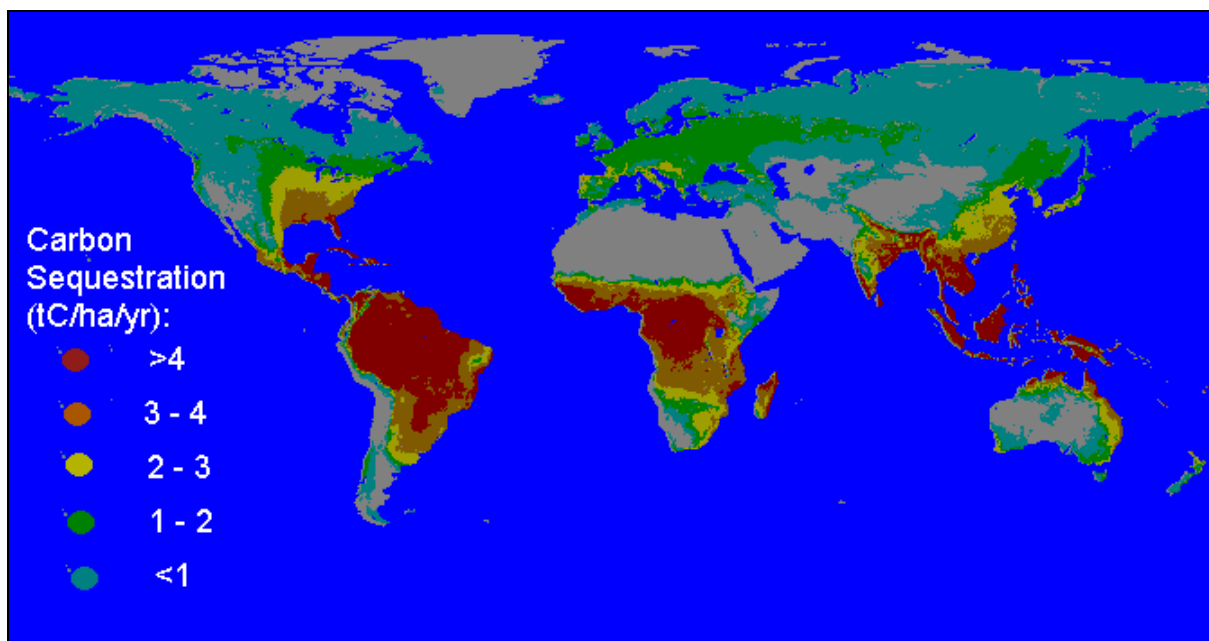 Carbon
Sequestration
(tC/ha/yr):
>4
3 - 4
2 - 3
1 - 2
<1